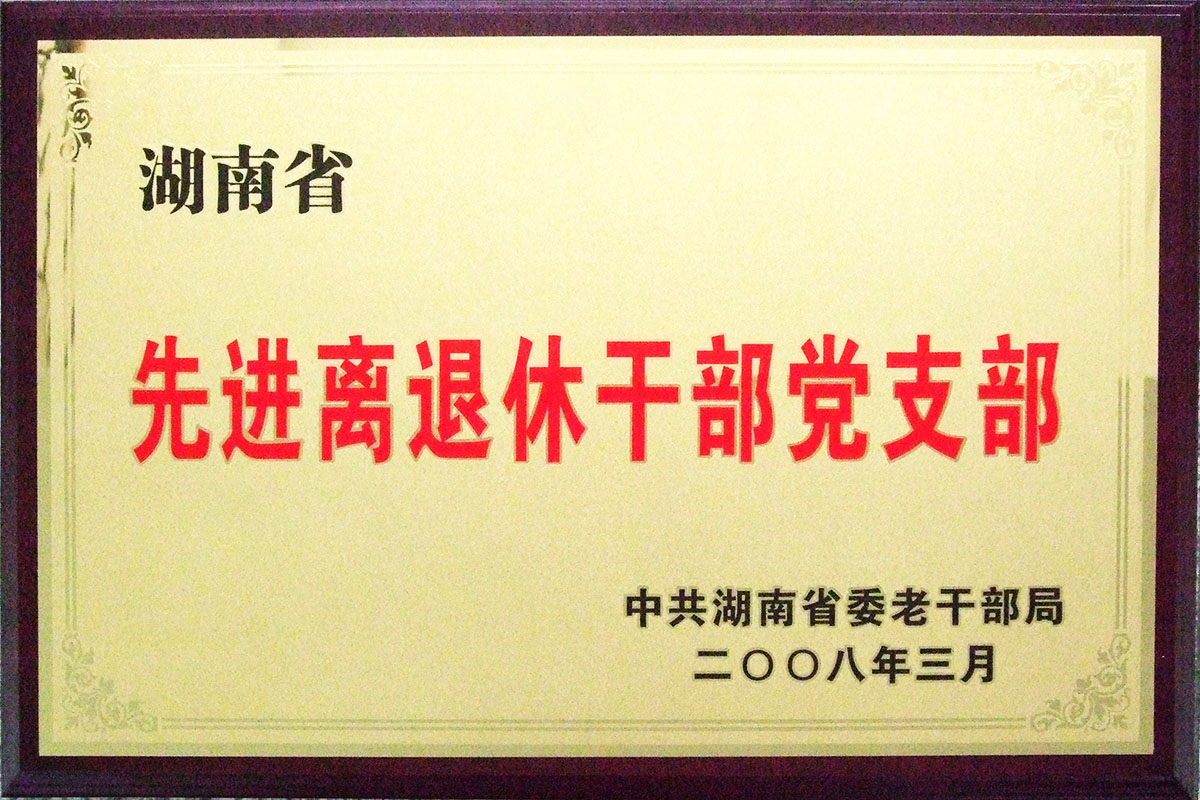 湖南省
先进离退休干部党支部
中共湖南省委老干部局
二〇〇八年三月